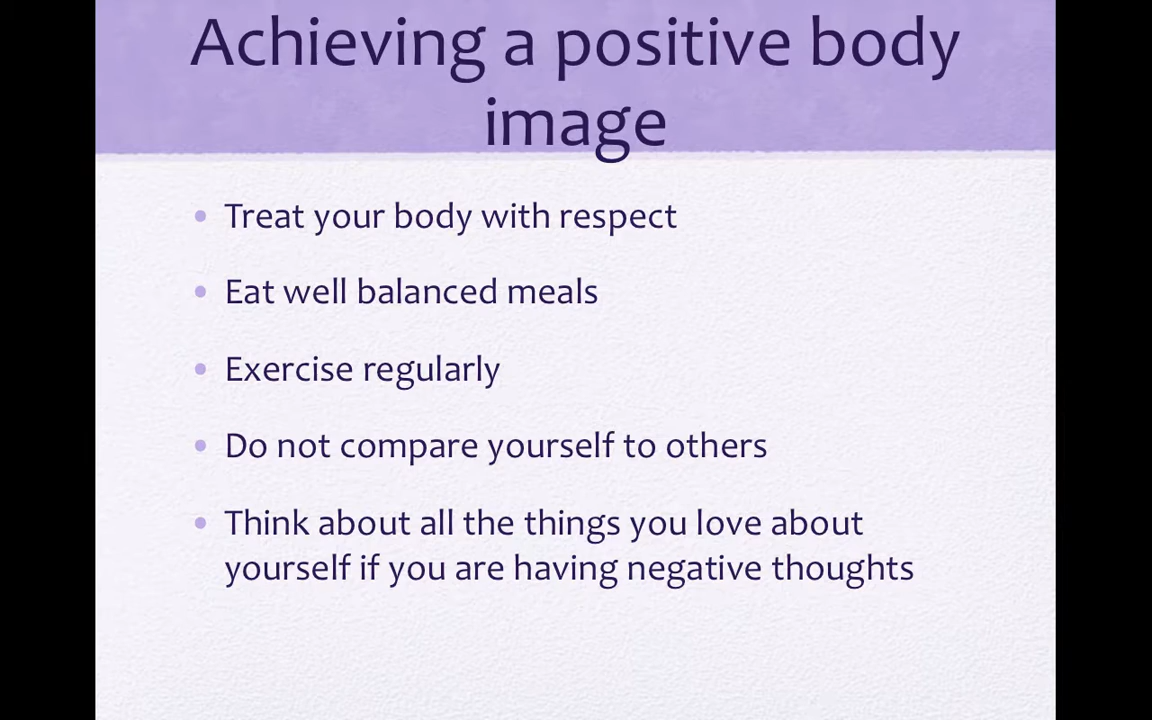 Achieving a positive body
image
• Treat your body with respect
• Eat well balanced meals
• Exercise regularly
• Do not compare yourself to others
• Think about all the things you love about
yourself if you are having negative thoughts